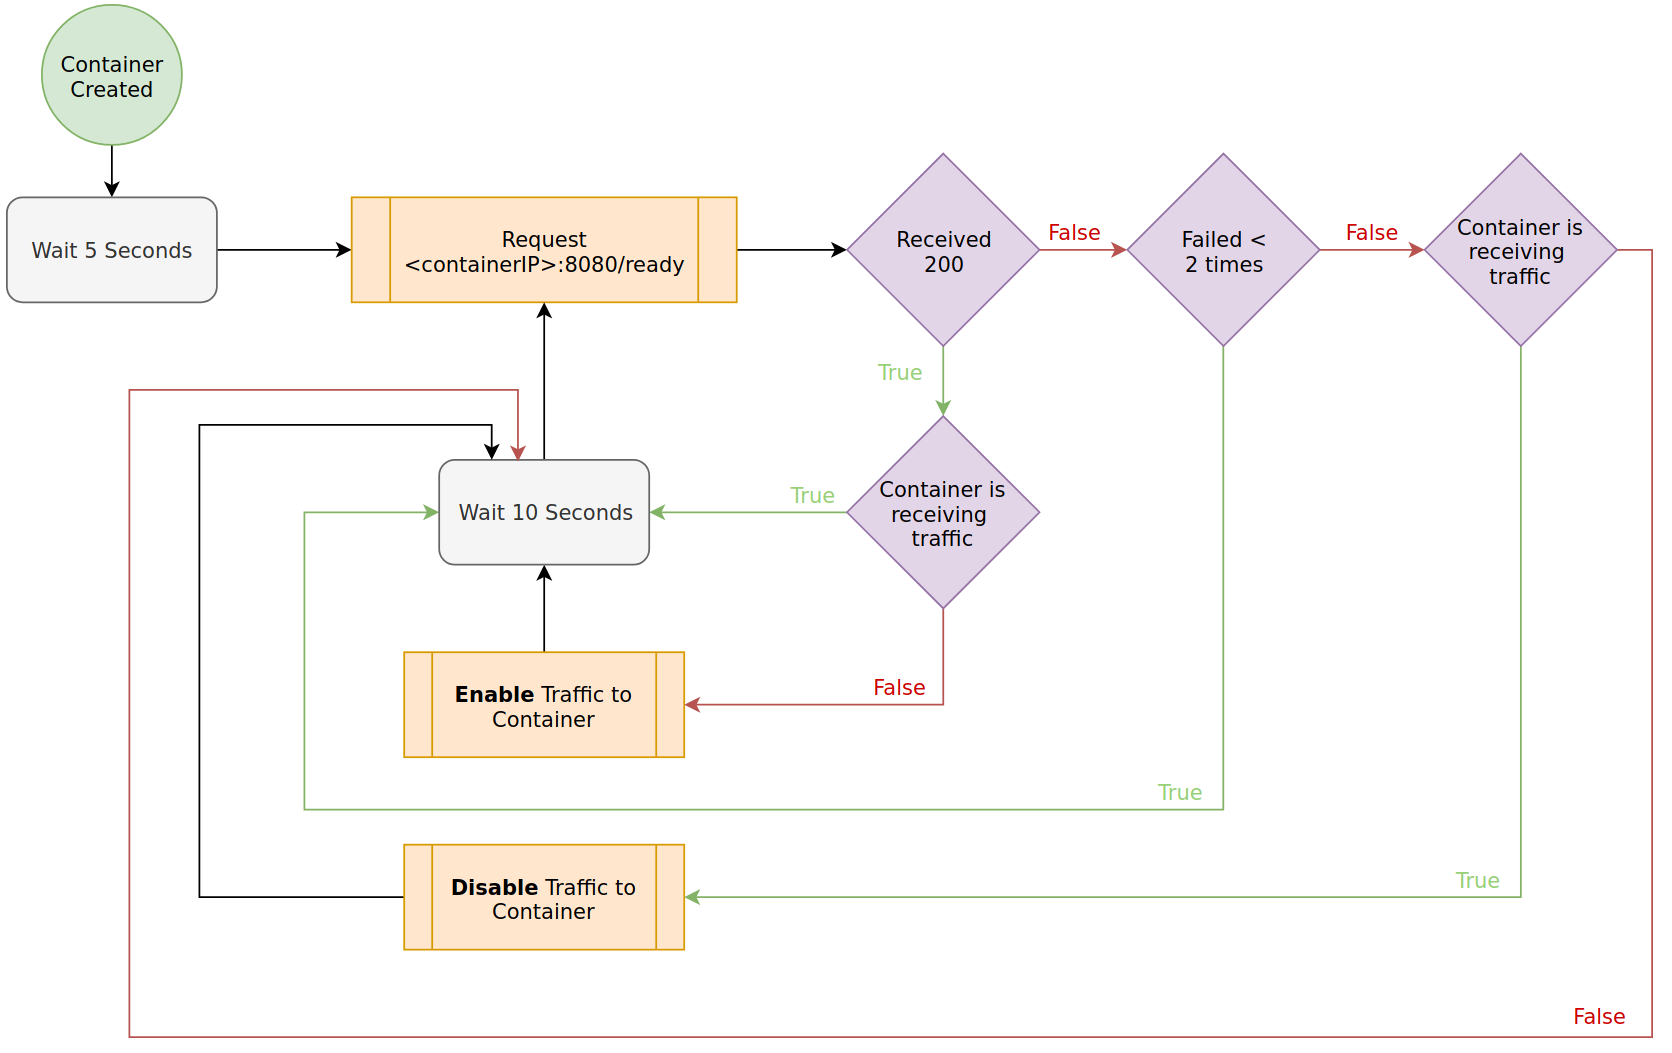 Container
Created
Wait 5 Seconds
Request
<containerIP>:8080/ready
Received
200
False
Failed <
2 times
False
Container is
receiving
traffic
True
Wait 10 Seconds
True
Container is
receiving
traffic
Enable Traffic to
Container
False
True
Disable Traffic to
Container
True
False